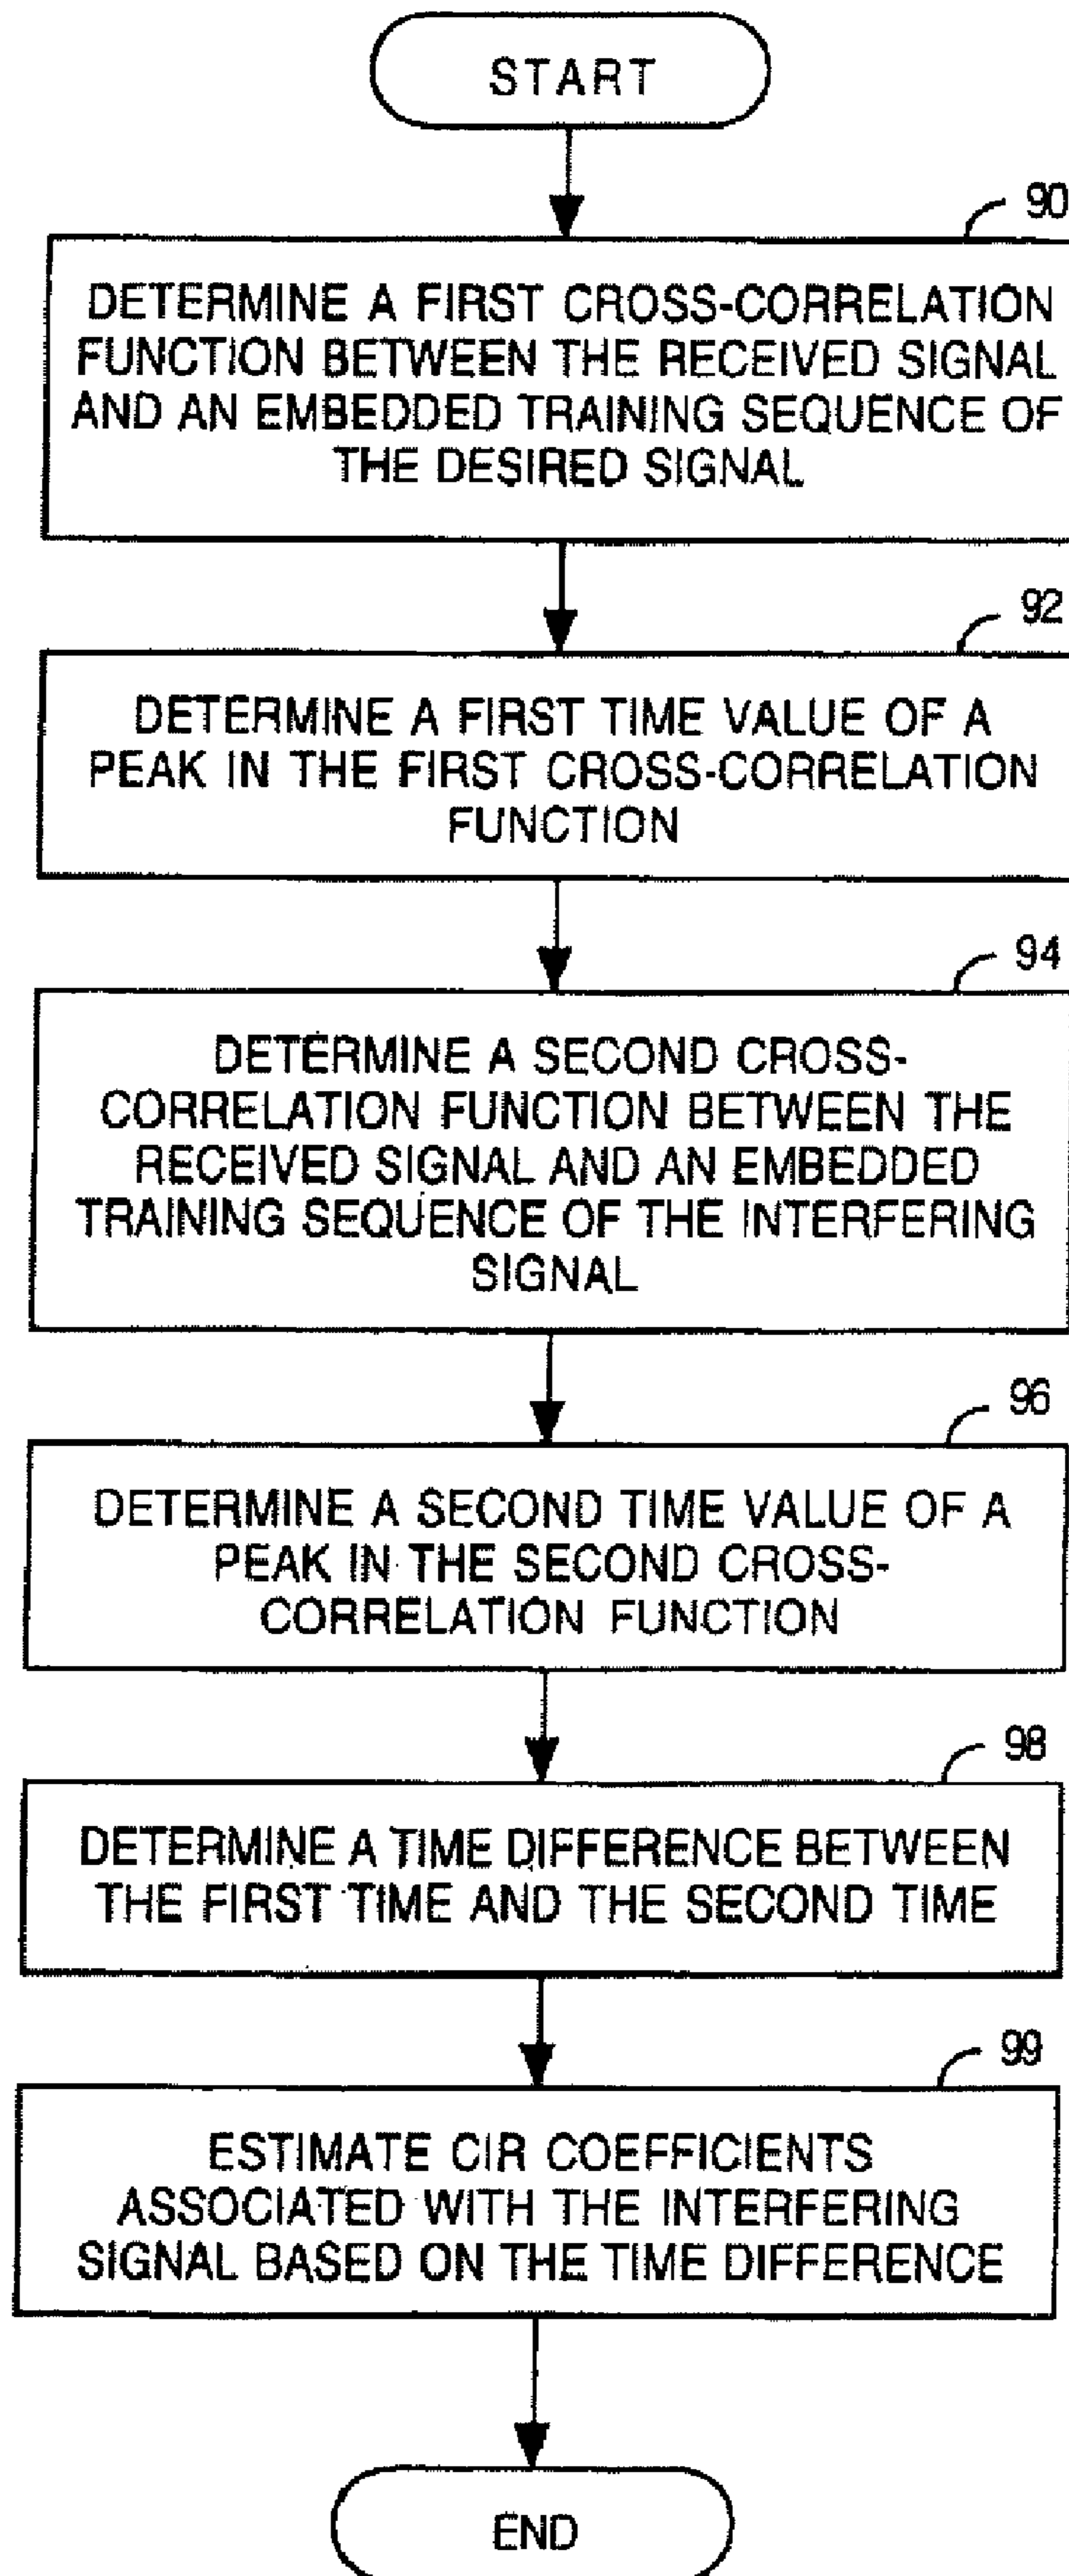 START
90
DETERMINE A FIRST CROSS-CORRELATION
FUNCTION BETWEEN THE RECEIVED SIGNAL
AND AN EMBEDDED TRAINING SEQUENCE OF
THE DESIRED SIGNAL
92
DETERMINE A FIRST TIME VALUE OF A
PEAK IN THE FIRST CROSS-CORRELATION
FUNCTION
94
DETERMINE A SECOND CROSS-
CORRELATION FUNCTION BETWEEN THE
RECEIVED SIGNAL AND AN EMBEDDED
TRAINING SEQUENCE OF THE INTERFERING
SIGNAL
96
DETERMINE A SECOND TIME VALUE OF A
PEAK IN THE SECOND CROSS-
CORRELATION FUNCTION
98
DETERMINE A TIME DIFFERENCE BETWEEN
THE FIRST TIME AND THE SECOND TIME
99
ESTIMATE CIR COEFFICIENTS
ASSOCIATED WITH THE INTERFERING
SIGNAL BASED ON THE TIME DIFFERENCE
END